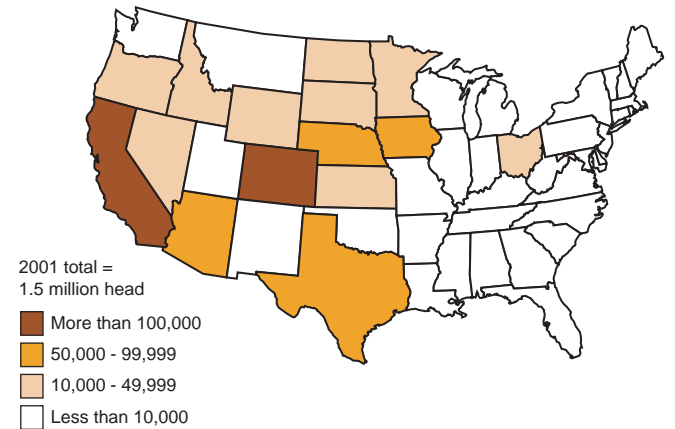 2001 total =
1.5 million head
More than 100,000
50,000 - 99,999
10,000 - 49,999
Less than 10,000